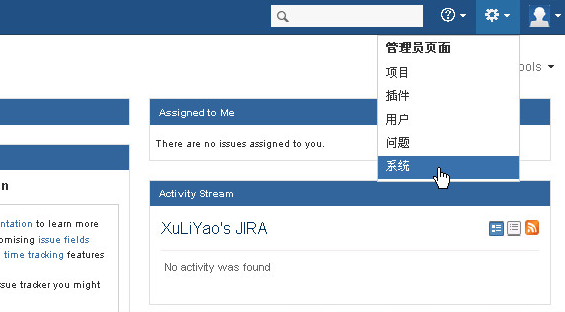 管理员页面
项目
ools
插件
Assigned to Me
用户
There are no issues assigned to you.
问题
系统
n
Activity Stream
ntation to learn more
omising issue fields
time tracking features
ssue tracker you might
XuLiYao's JIRA
No activity was found